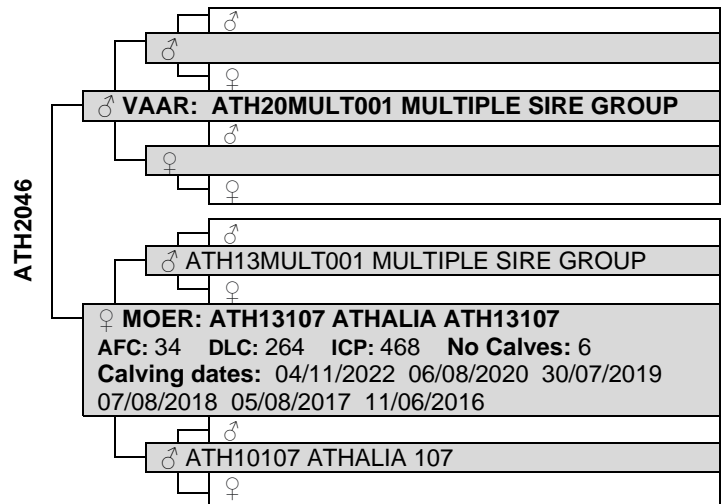 ATH2046
♂
♂
♀
♂ VAAR: ATH20MULT001 MULTIPLE SIRE GROUP
♂
♀
♀
♂
♂ ATH13MULT001 MULTIPLE SIRE GROUP
♀
♀ MOER: ATH13107 ATHALIA ATH13107
AFC: 34 DLC: 264 ICP: 468 No Calves: 6
Calving dates: 04/11/2022 06/08/2020 30/07/2019
07/08/2018 05/08/2017 11/06/2016
♂
♂ ATH10107 ATHALIA 107
♀